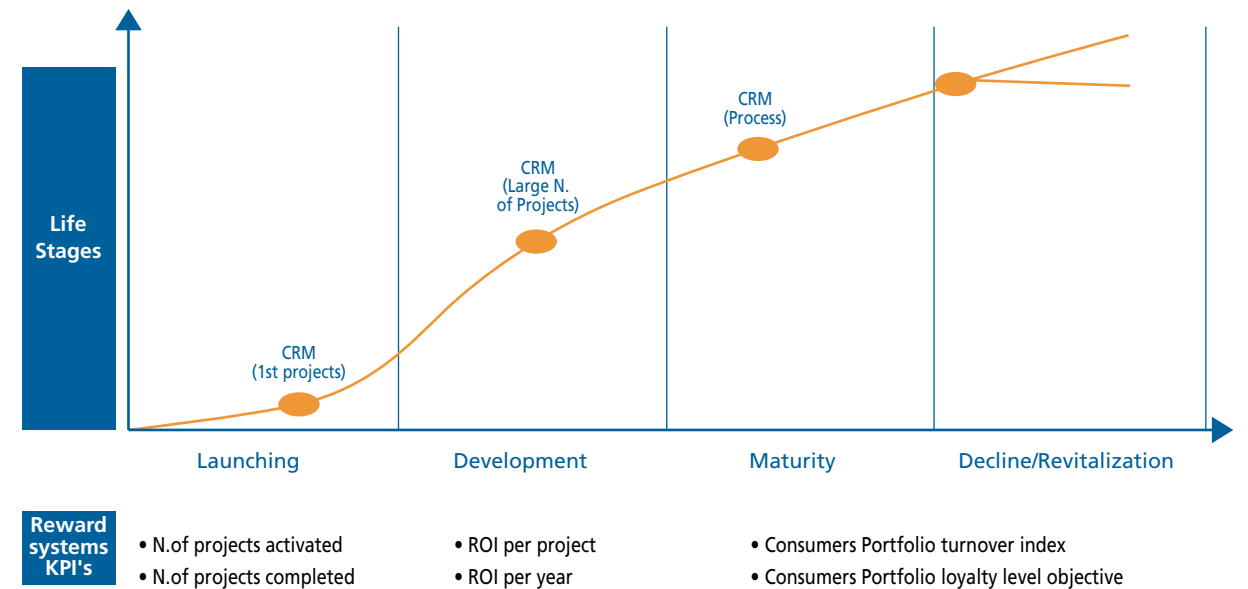 Life
Stages
CRM
(1st projects)
CRM
(Large N.
of Projects)
CRM
(Process)
Launching
Development
Maturity
Decline/Revitalization
Reward
systems
KPI's
• N.of projects activated
• N.of projects completed
• ROI per project
• ROI per year
• Consumers Portfolio turnover index
• Consumers Portfolio loyalty level objective